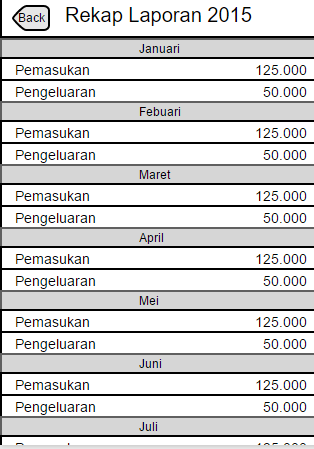 Back Rekap Laporan 2015
Januari
Pemasukan 125.000
Pengeluaran 50.000
Febuari
Pemasukan 125.000
Pengeluaran 50.000
Maret
Pemasukan 125.000
Pengeluaran 50.000
April
Pemasukan 125.000
Pengeluaran 50.000
Mei
Pemasukan 125.000
Pengeluaran 50.000
Juni
Pemasukan 125.000
Pengeluaran 50.000
Juli